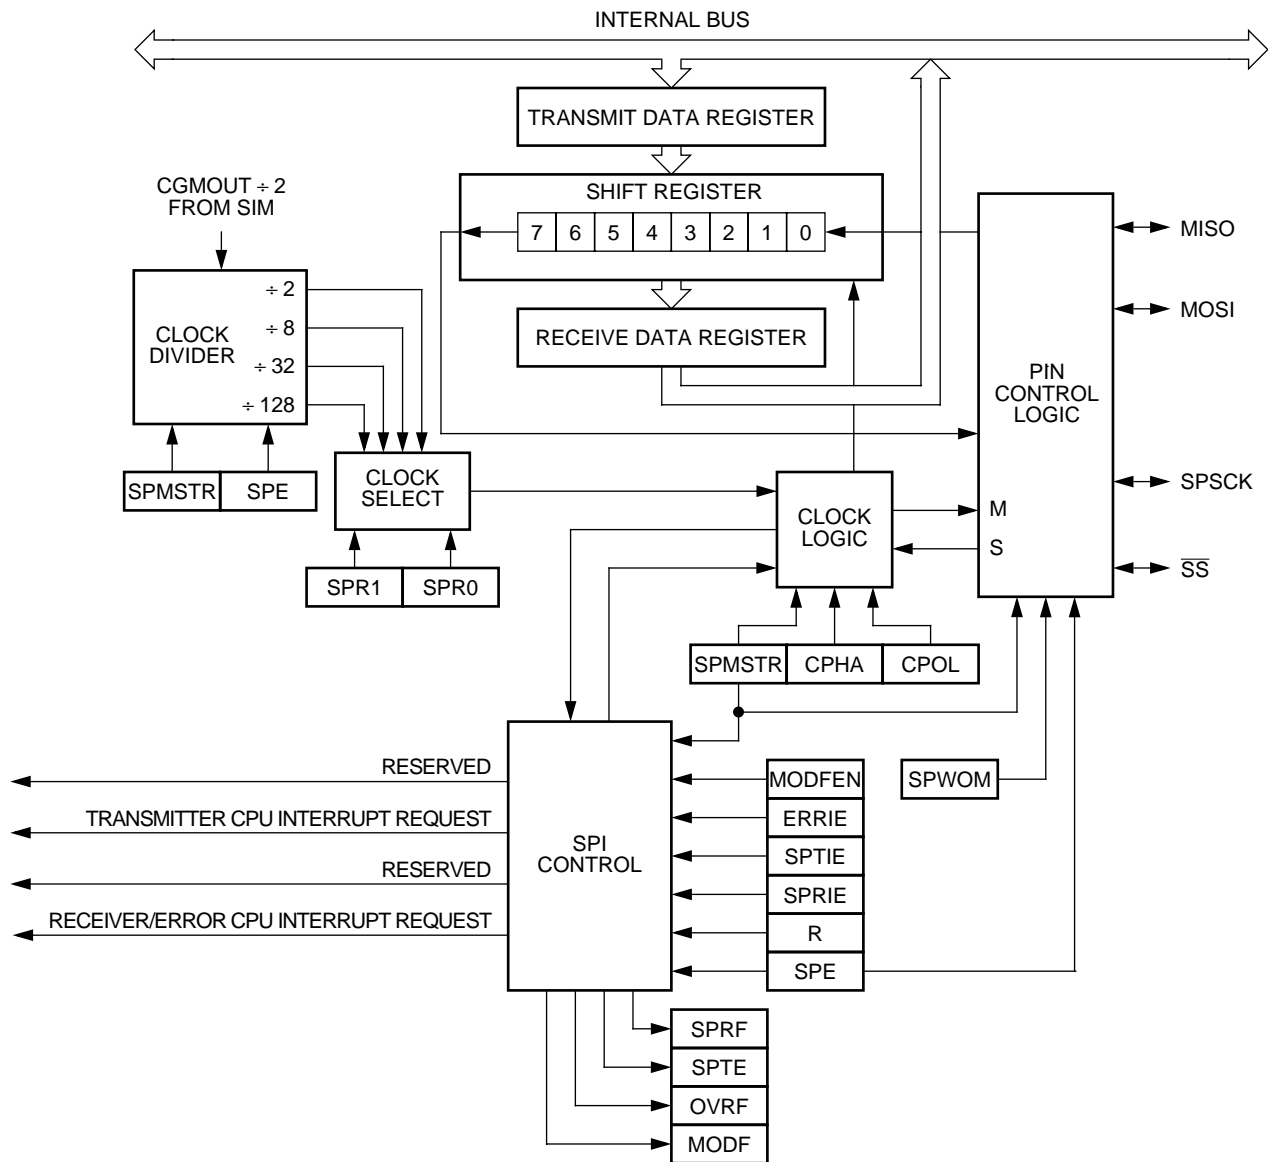 INTERNAL BUS
TRANSMIT DATA REGISTER
SHIFT REGISTER
7 6 5 4 3 2 1 0
RECEIVE DATA REGISTER
CGMOUT ÷ 2
FROM SIM
CLOCK
DIVIDER
÷ 2
÷ 8
÷ 32
÷ 128
SPMSTR SPE
CLOCK
SELECT
SPR1 SPR0
PIN
CONTROL
LOGIC
M
S
MISO
MOSI
SPSCK
S̅S̅
CLOCK
LOGIC
SPMSTR CPHA CPOL
RESERVED
TRANSMITTER CPU INTERRUPT REQUEST
RESERVED
RECEIVER/ERROR CPU INTERRUPT REQUEST
SPI
CONTROL
MODFEN
ERRIE
SPTIE
SPRIE
R
SPE
SPWOM
SPRF
SPTE
OVRF
MODF